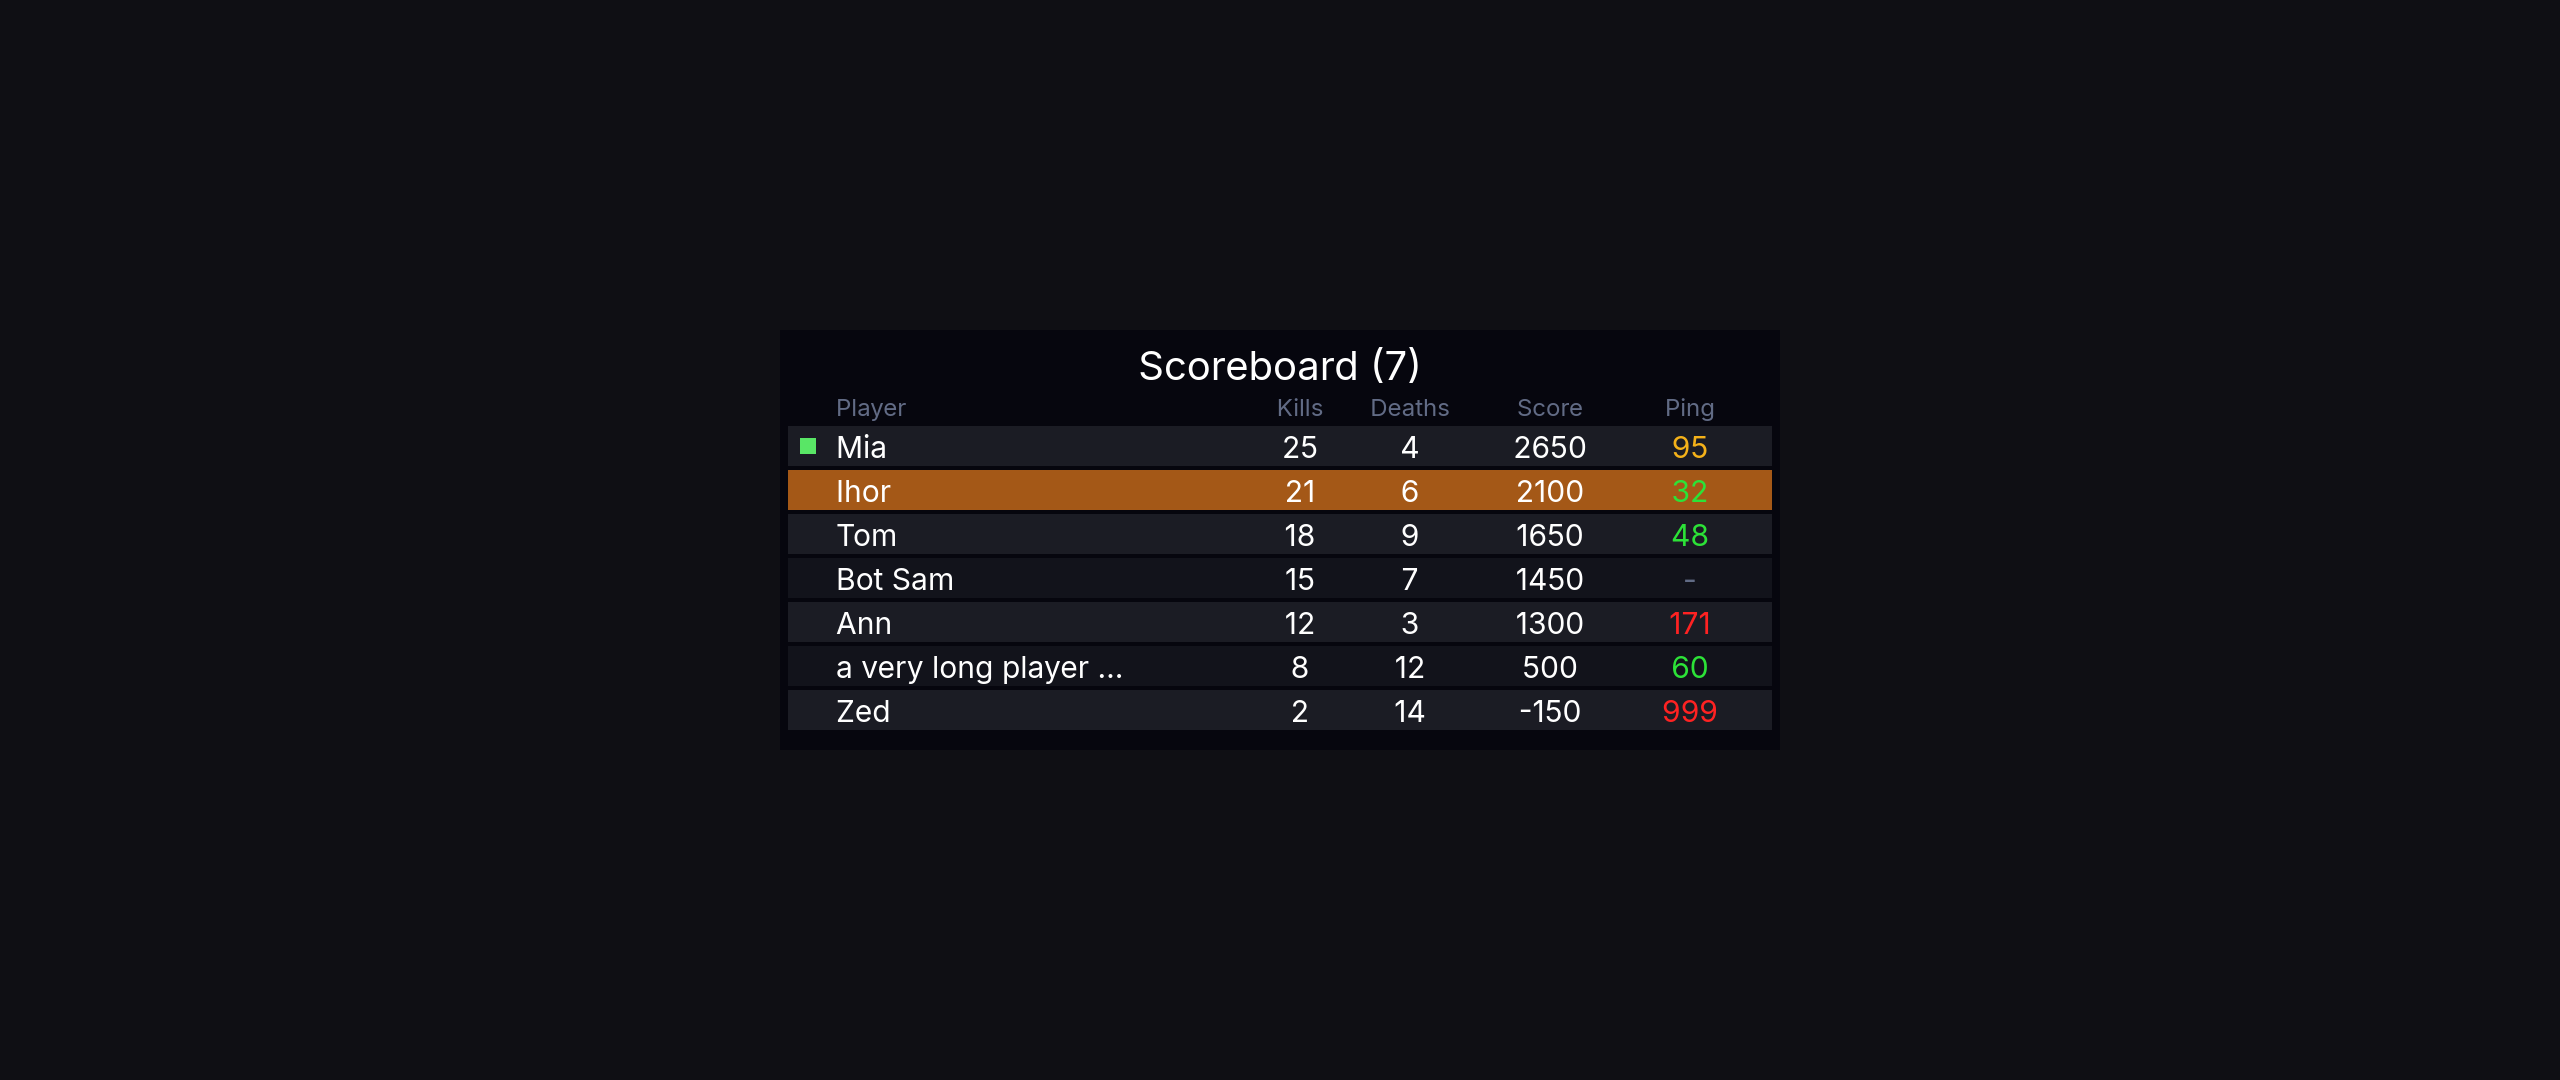 Scoreboard (7)
Player Kills Deaths Score Ping
Mia 25 4 2650 95
Ihor 21 6 2100 32
Tom 18 9 1650 48
Bot Sam 15 7 1450 -
Ann 12 3 1300 171
a very long player ... 8 12 500 60
Zed 2 14 -150 999